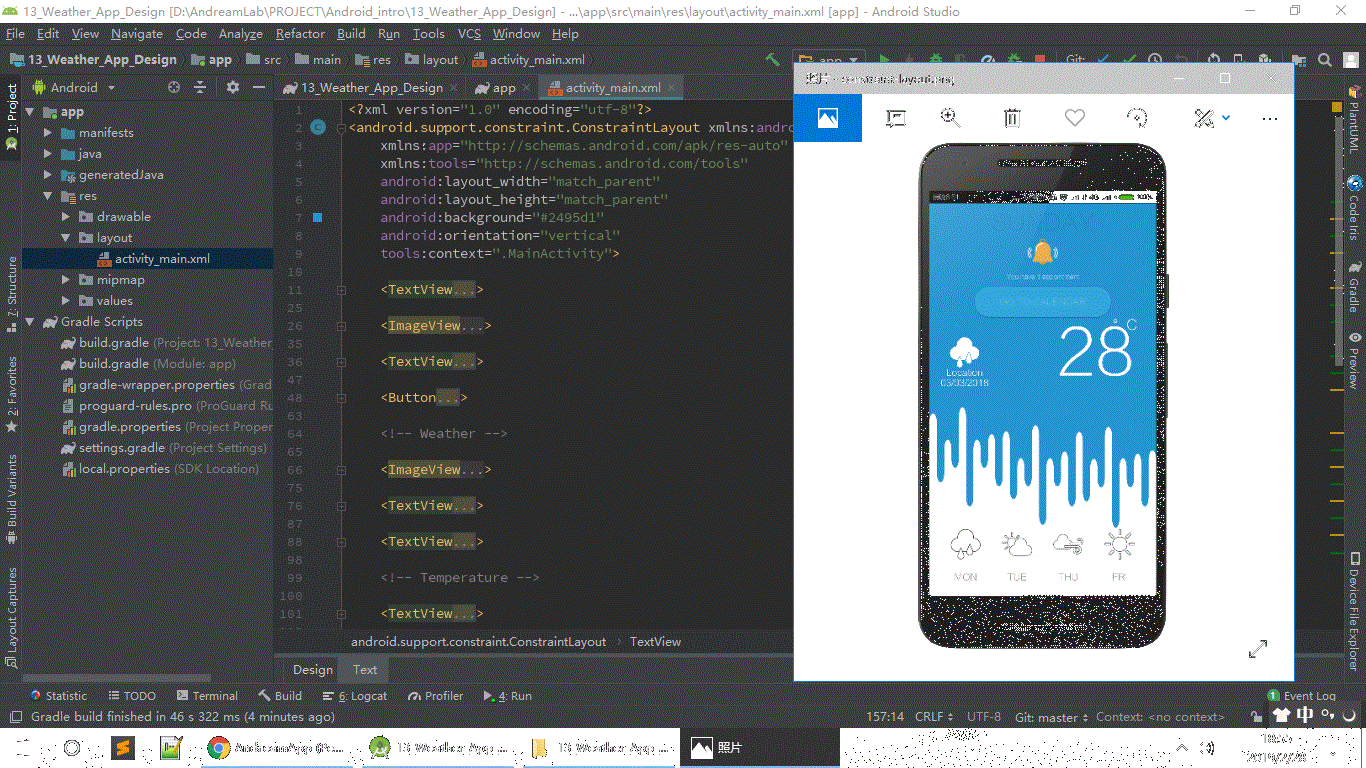 13_Weather_App_Design [D:\AndreamLab\PROJECT\Android_intro\13_Weather_App_Design] - ...\app\src\main\res\layout\activity_main.xml [app] - Android Studio
File Edit View Navigate Code Analyze Refactor Build Run Tools VCS Window Help
13_Weather_App_Design app src main res layout activity_main.xml
app Git:
照片 - constraint-layout.png
Android
13_Weather_App_Design app activity_main.xml
1: Project
Z: Structure
2: Favorites
Build Variants
Layout Captures
app
manifests
java
generatedJava
res
drawable
layout
activity_main.xml
mipmap
values
Gradle Scripts
build.gradle (Project: 13_Weather
build.gradle (Module: app)
gradle-wrapper.properties (Grad
proguard-rules.pro (ProGuard Ru
gradle.properties (Project Proper
settings.gradle (Project Settings)
local.properties (SDK Location)
1 <?xml version="1.0" encoding="utf-8"?>
2 <android.support.constraint.ConstraintLayout xmlns:andro
3 xmlns:app="http://schemas.android.com/apk/res-auto"
4 xmlns:tools="http://schemas.android.com/tools"
5 android:layout_width="match_parent"
6 android:layout_height="match_parent"
7 android:background="#2495d1"
8 android:orientation="vertical"
9 tools:context=".MainActivity">
10
11 <TextView...>
25
26 <ImageView...>
35
36 <TextView...>
47
48 <Button...>
63
64 <!-- Weather -->
65
66 <ImageView...>
75
76 <TextView...>
87
88 <TextView...>
98
99 <!-- Temperature -->
100
101 <TextView...>
android.support.constraint.ConstraintLayout TextView
Design Text
100%
You have 1 appointment
28
°C
Location
03/03/2018
MON TUE THU FRI
PlantUML
Code Iris
Gradle
Preview
Device File Explorer
Statistic TODO Terminal Build 6: Logcat Profiler 4: Run
1 Event Log
Gradle build finished in 46 s 322 ms (4 minutes ago)
157:14 CRLF UTF-8 Git: master Context: <no context>
中
13 Weather App ...
13 Weather App ...
照片